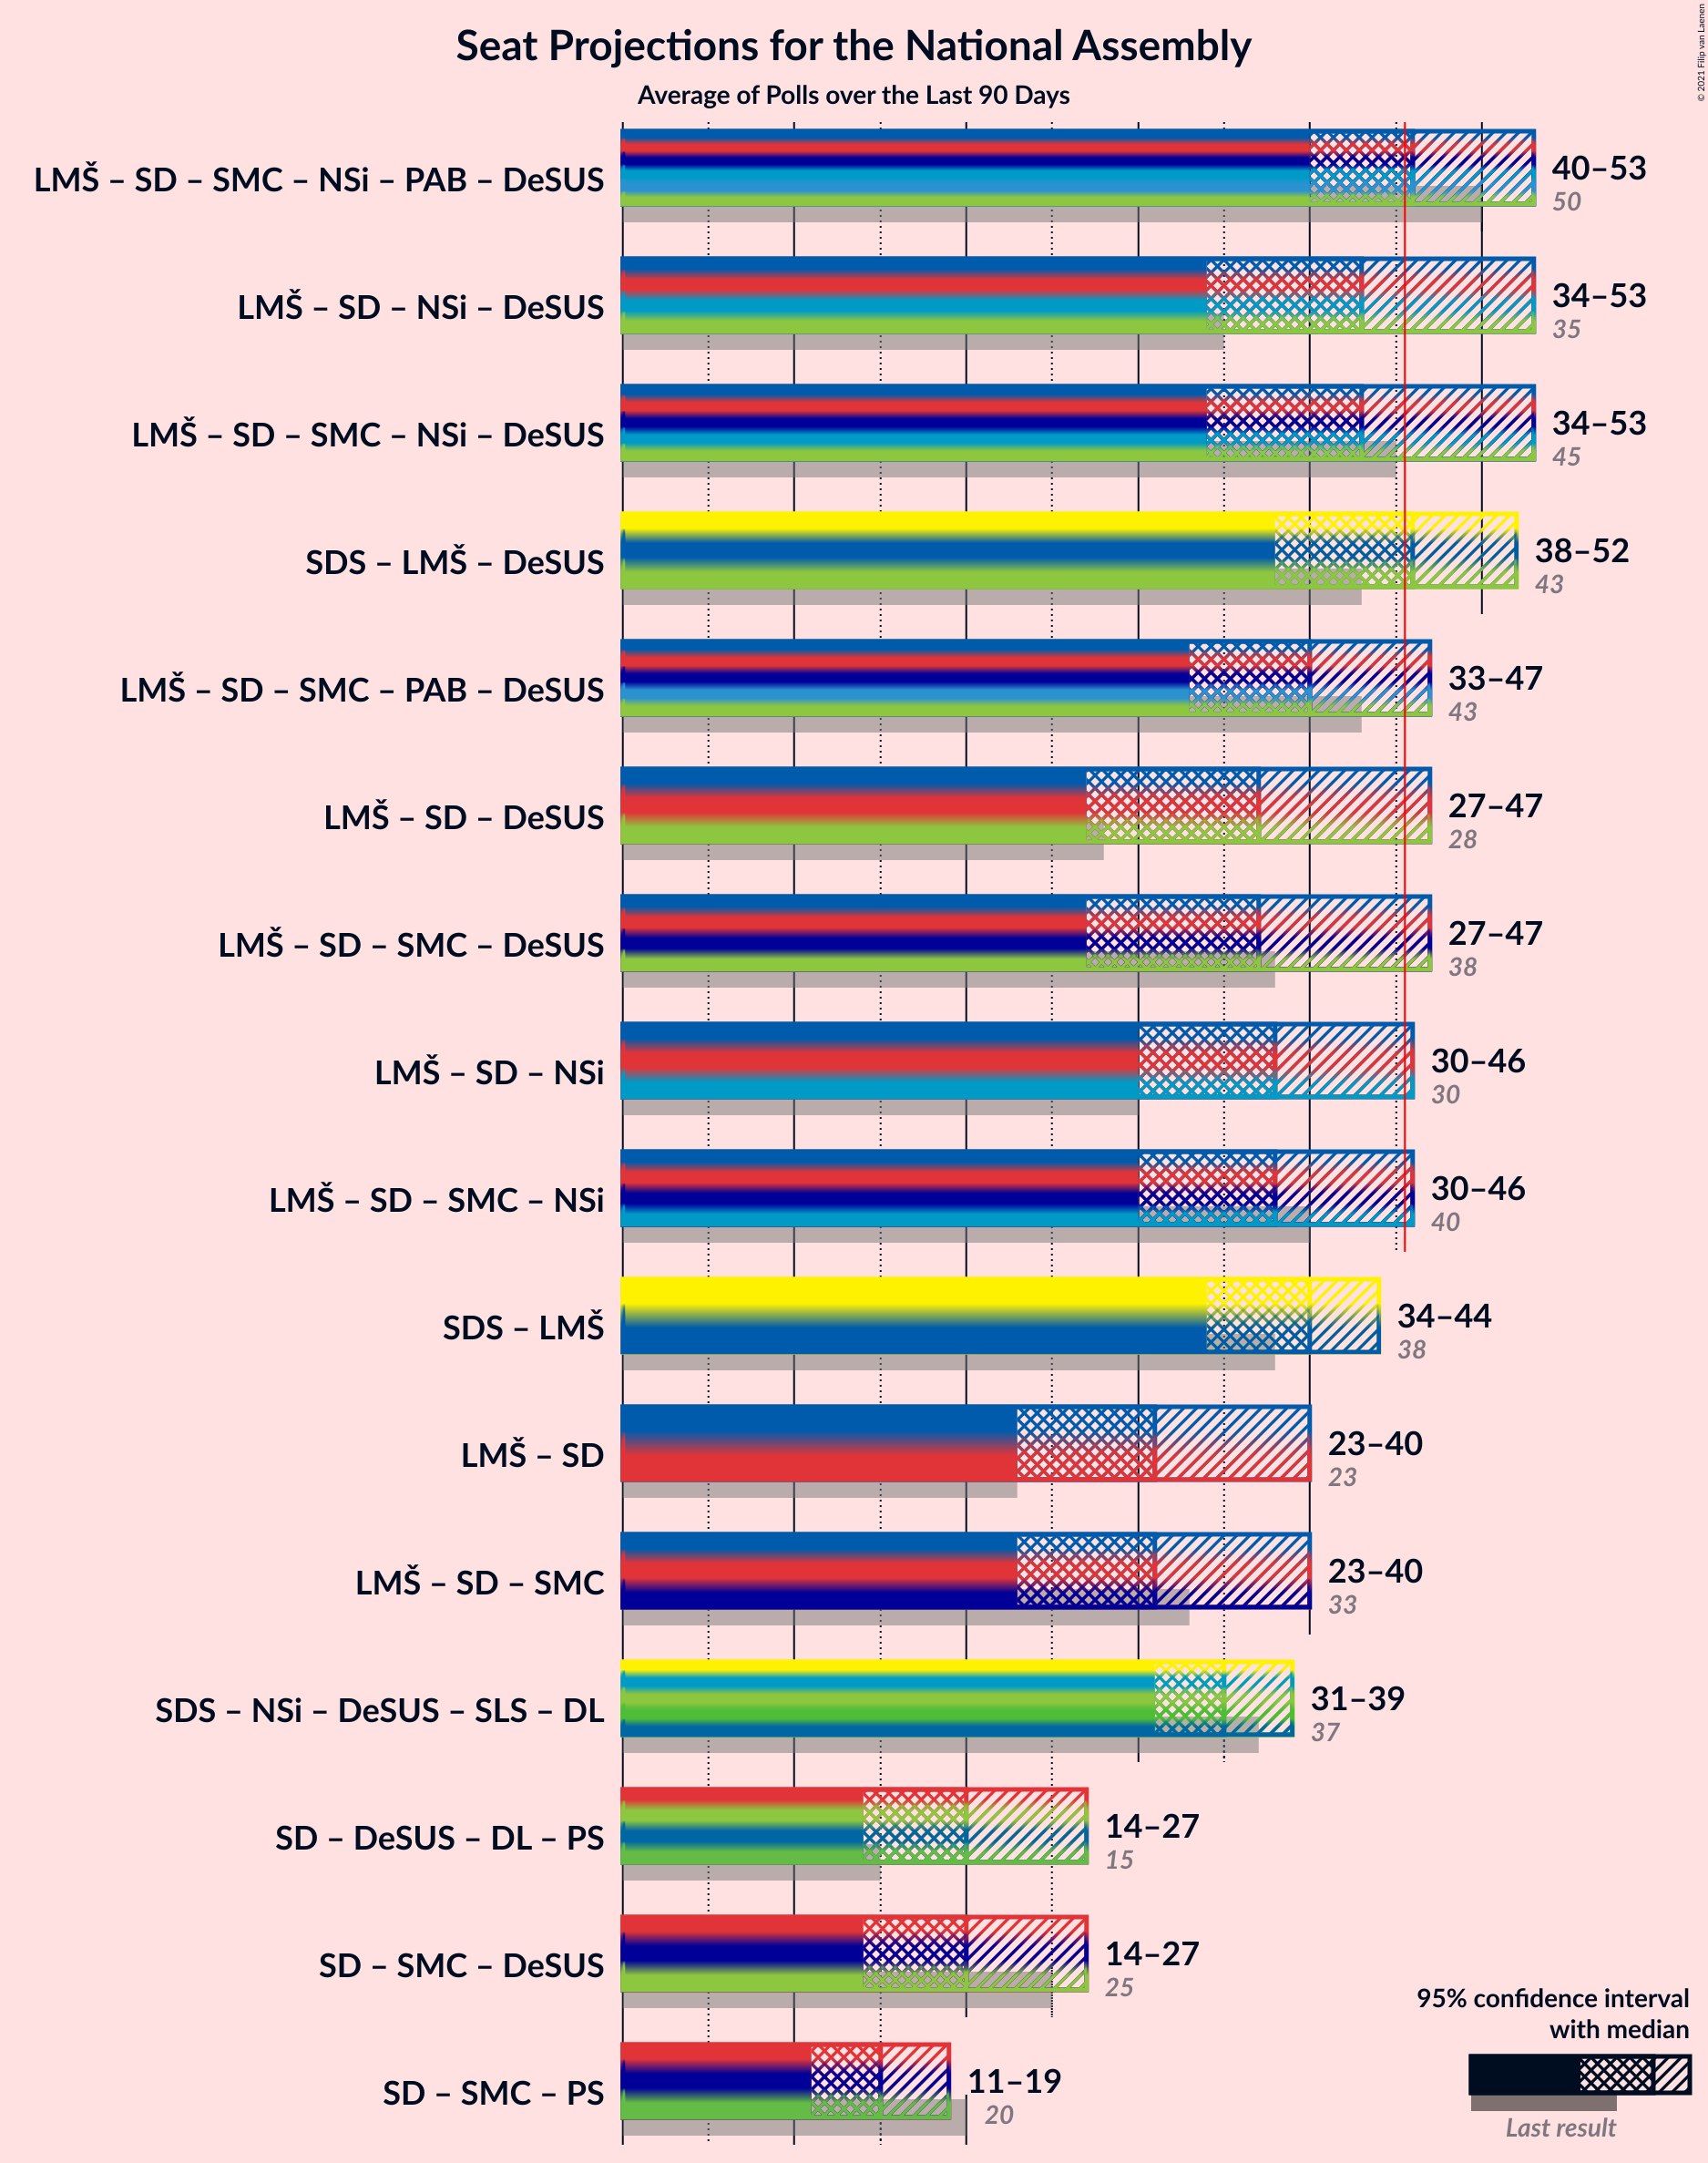 Seat Projections for the National Assembly
Average of Polls over the Last 90 Days
© 2021 Filip van Laenen
LMŠ – SD – SMC – NSi – PAB – DeSUS
40–53
50
LMŠ – SD – NSi – DeSUS
34–53
35
LMŠ – SD – SMC – NSi – DeSUS
34–53
45
SDS – LMŠ – DeSUS
38–52
43
LMŠ – SD – SMC – PAB – DeSUS
33–47
43
LMŠ – SD – DeSUS
27–47
28
LMŠ – SD – SMC – DeSUS
27–47
38
LMŠ – SD – NSi
30–46
30
LMŠ – SD – SMC – NSi
30–46
40
SDS – LMŠ
34–44
38
LMŠ – SD
23–40
23
LMŠ – SD – SMC
23–40
33
SDS – NSi – DeSUS – SLS – DL
31–39
37
SD – DeSUS – DL – PS
14–27
15
SD – SMC – DeSUS
14–27
25
SD – SMC – PS
11–19
20
95% confidence interval
with median
Last result